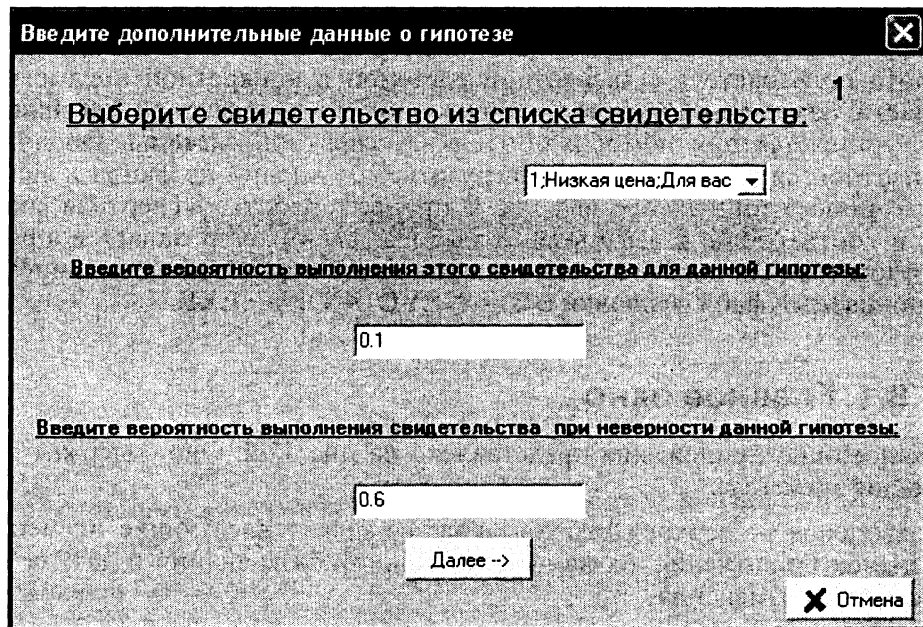 Введите дополнительные данные о гипотезе
1
Выберите свидетельство из списка свидетельств:
1;Низкая цена;Для вас
Введите вероятность выполнения этого свидетельства для данной гипотезы:
0.1
Введите вероятность выполнения свидетельства при неверности данной гипотезы:
0.6
Далее -->
Отмена